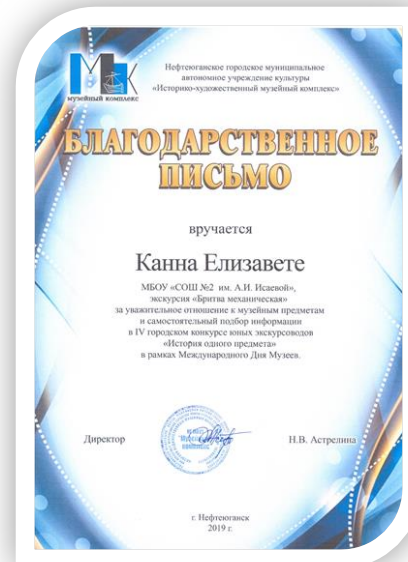 МК
музейный комплекс
Нефтеюганское городское муниципальное
автономное учреждение культуры
«Историко-художественный музейный комплекс»
БЛАГОДАРСТВЕННОЕ
ПИСЬМО
вручается
Канна Елизавете
МБОУ «СОШ №2 им. А.И. Исаевой»,
экскурсия «Бритва механическая»
за уважительное отношение к музейным предметам
и самостоятельный подбор информации
в IV городском конкурсе юных экскурсоводов
«История одного предмета»
в рамках Международного Дня Музеев.
Директор
Н.В. Астрелина
г. Нефтеюганск
2019 г.